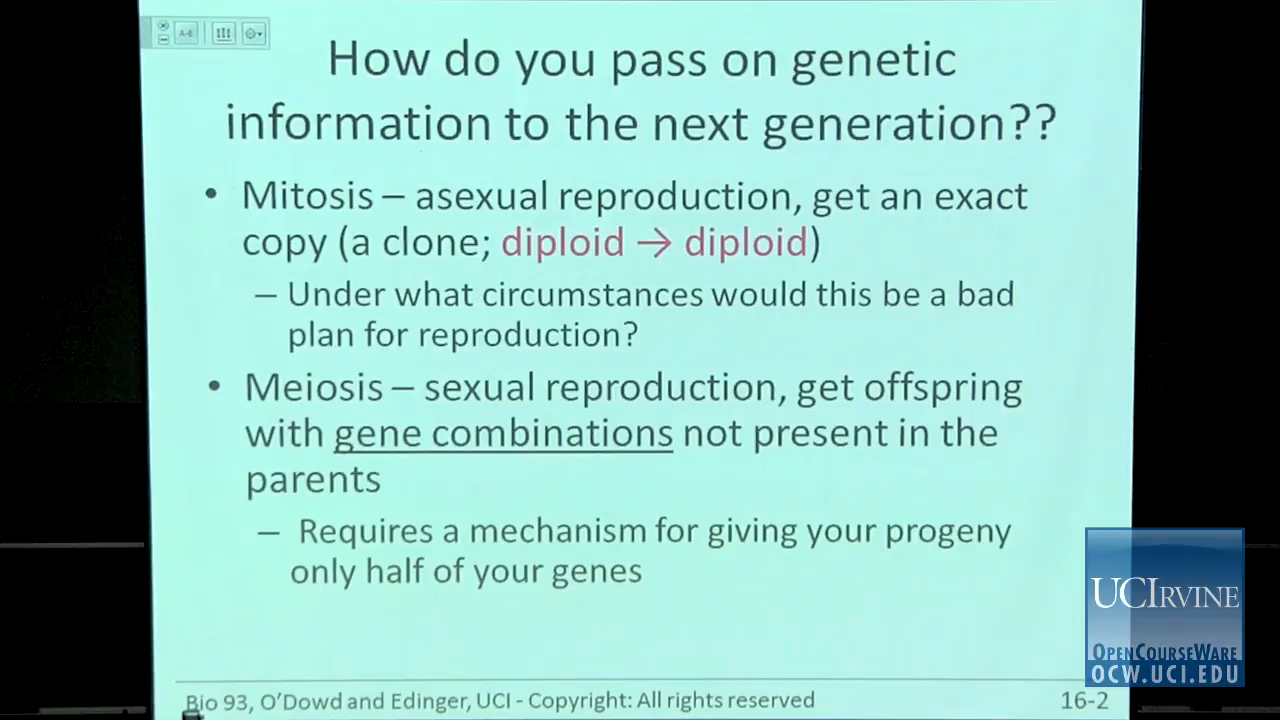 A-E
How do you pass on genetic
information to the next generation??
• Mitosis – asexual reproduction, get an exact
copy (a clone; diploid → diploid)
– Under what circumstances would this be a bad
plan for reproduction?
• Meiosis – sexual reproduction, get offspring
with gene combinations not present in the
parents
– Requires a mechanism for giving your progeny
only half of your genes
UCIRVINE
OPENCOURSEWARE
OCW.UCI.EDU
Bio 93, O'Dowd and Edinger, UCI - Copyright: All rights reserved
16-2